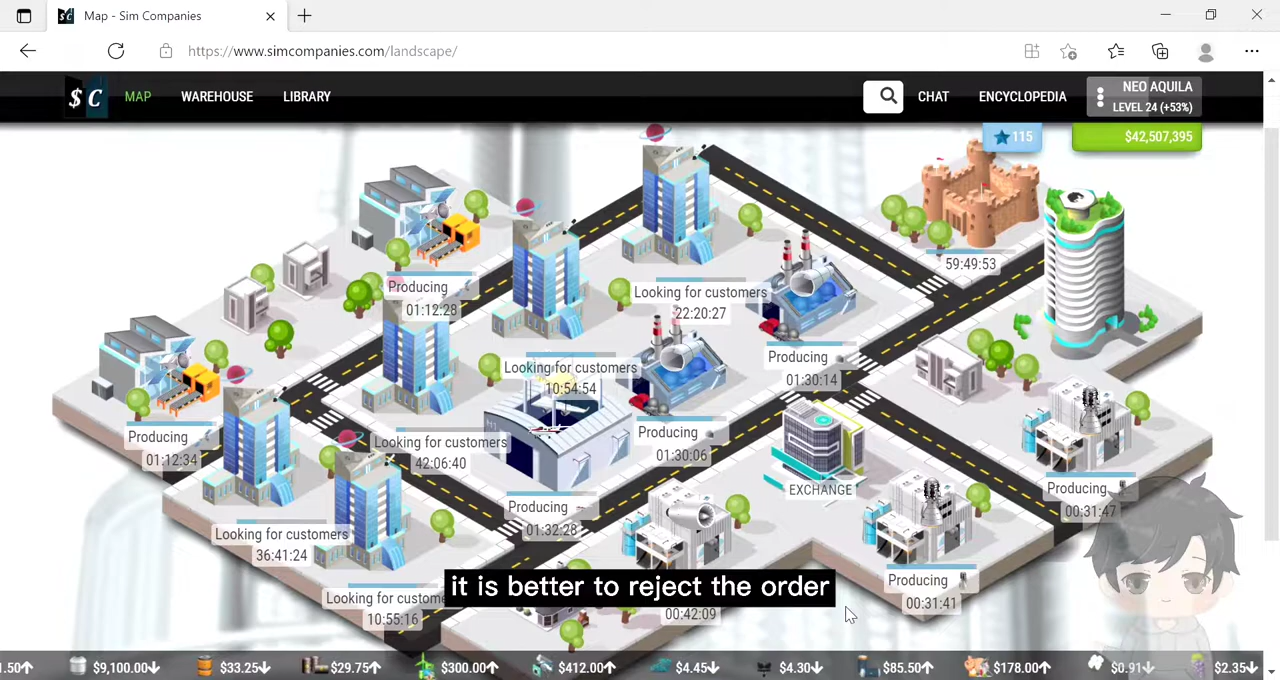 Map - Sim Companies
https://www.simcompanies.com/landscape/
$ C MAP WAREHOUSE LIBRARY
CHAT ENCYCLOPEDIA
NEO AQUILA
LEVEL 24 (+53%)
115
$42,507,395
59:49:53
Producing
01:12:28
Looking for customers
22:20:27
Producing
01:30:14
Looking for customers
10:54:54
Producing
01:12:34
Looking for customers
42:06:40
Producing
01:30:06
EXCHANGE
Producing
00:31:47
Producing
01:32:28
Looking for customers
36:41:24
Producing
00:31:41
Looking for custome
10:55:16
it is better to reject the order
00:42:09
1.50↑ $9,100.00↓ $33.25↓ $29.75↑ $300.00↑ $412.00↑ $4.45↓ $4.30↓ $85.50↑ $178.00↑ $0.91↓ $2.35↓